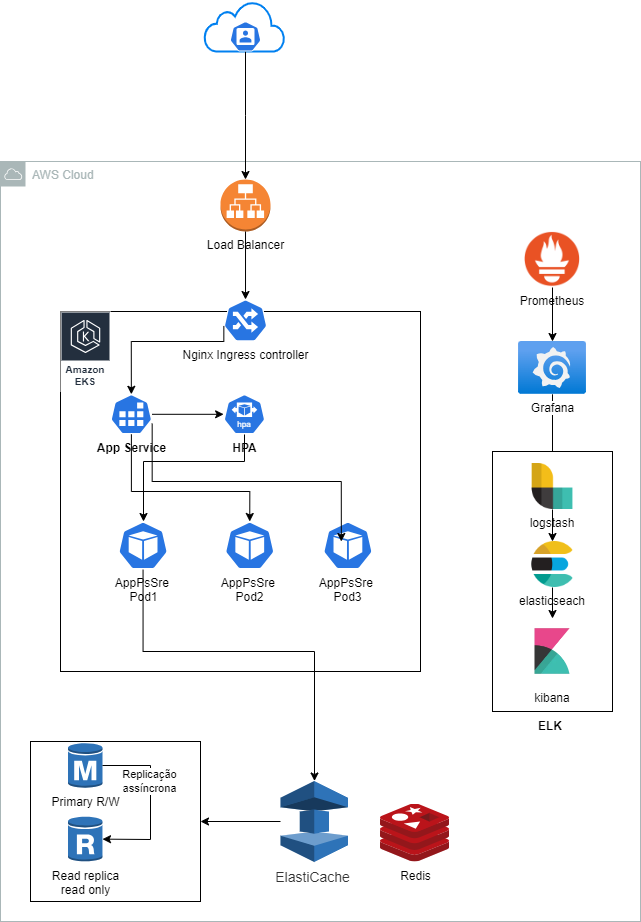 AWS Cloud
Load Balancer
Prometheus
Amazon
EKS
K
Nginx Ingress controller
Grafana
hpa
App Service
HPA
logstash
AppPsSre
Pod1
AppPsSre
Pod2
AppPsSre
Pod3
elasticseach
kibana
ELK
M
Replicação
assíncrona
Primary R/W
R
Read replica
read only
ElastiCache
Redis